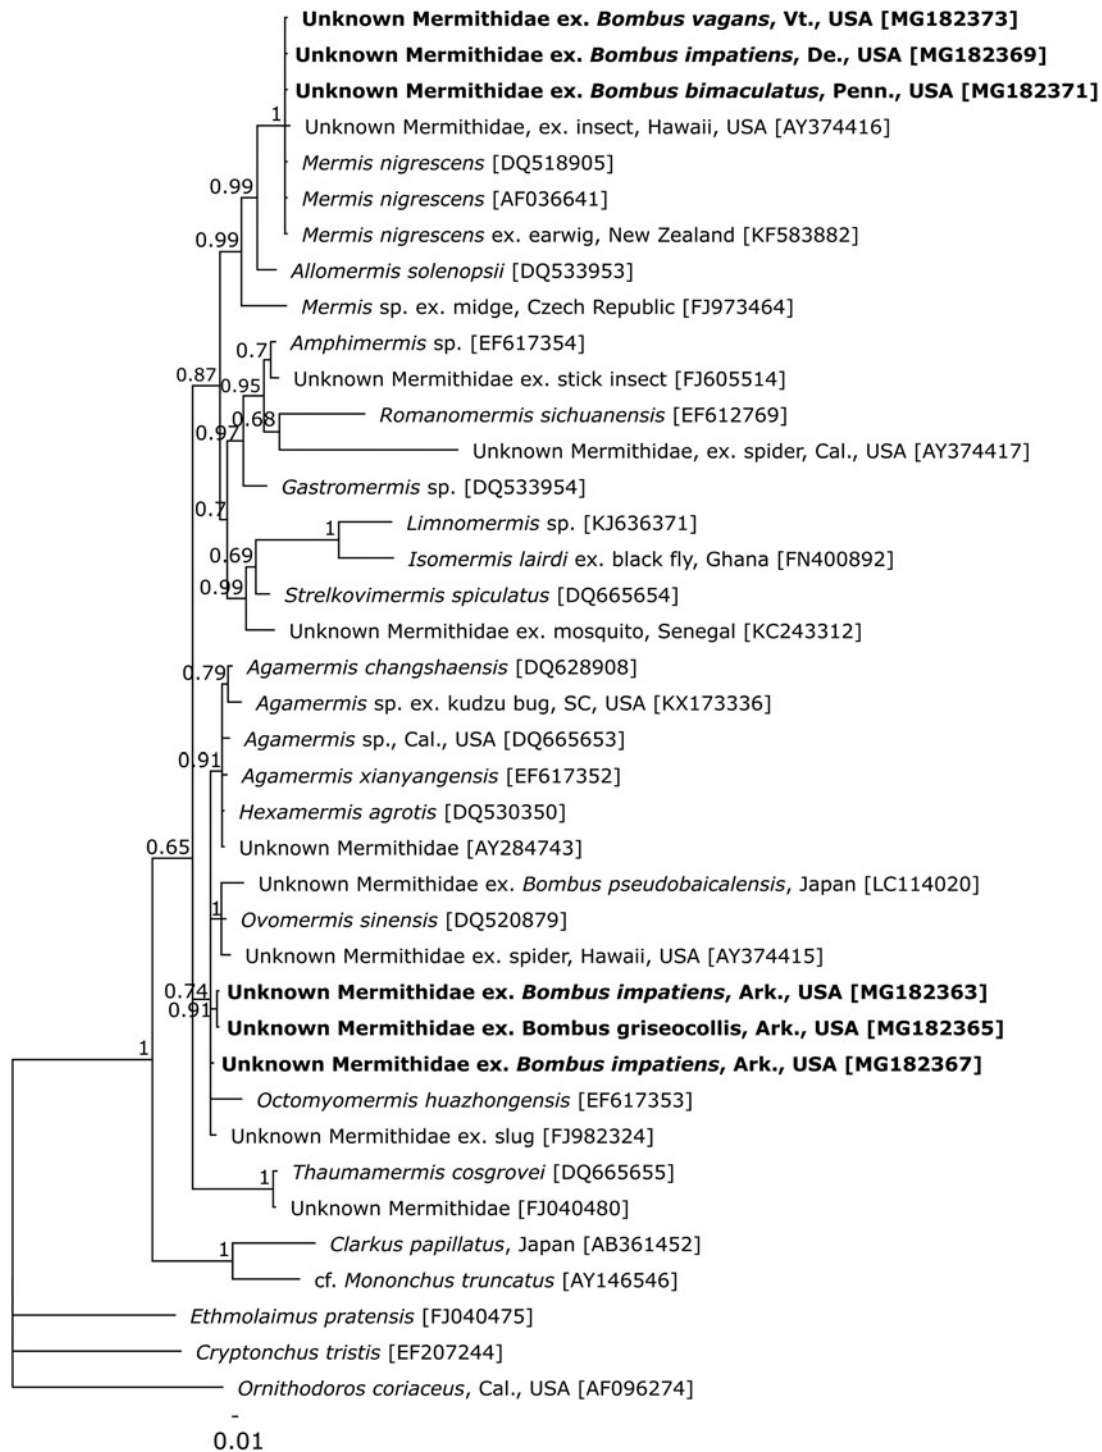 Unknown Mermithidae ex. Bombus vagans, Vt., USA [MG182373]
Unknown Mermithidae ex. Bombus impatiens, De., USA [MG182369]
Unknown Mermithidae ex. Bombus bimaculatus, Penn., USA [MG182371]
1
Unknown Mermithidae, ex. insect, Hawaii, USA [AY374416]
Mermis nigrescens [DQ518905]
0.99
Mermis nigrescens [AF036641]
0.99
Mermis nigrescens ex. earwig, New Zealand [KF583882]
Allomermis solenopsii [DQ533953]
Mermis sp. ex. midge, Czech Republic [FJ973464]
0.7
Amphimermis sp. [EF617354]
0.87
0.95
Unknown Mermithidae ex. stick insect [FJ605514]
0.68
Romanomermis sichuanensis [EF612769]
0.97
Unknown Mermithidae, ex. spider, Cal., USA [AY374417]
Gastromermis sp. [DQ533954]
0.7
1
Limnomermis sp. [KJ636371]
0.69
Isomermis lairdi ex. black fly, Ghana [FN400892]
0.99
Strelkovimermis spiculatus [DQ665654]
Unknown Mermithidae ex. mosquito, Senegal [KC243312]
0.79
Agamermis changshaensis [DQ628908]
Agamermis sp. ex. kudzu bug, SC, USA [KX173336]
Agamermis sp., Cal., USA [DQ665653]
0.91
Agamermis xianyangensis [EF617352]
Hexamermis agrotis [DQ530350]
0.65
Unknown Mermithidae [AY284743]
Unknown Mermithidae ex. Bombus pseudobaicalensis, Japan [LC114020]
1
Ovomermis sinensis [DQ520879]
Unknown Mermithidae ex. spider, Hawaii, USA [AY374415]
0.74
Unknown Mermithidae ex. Bombus impatiens, Ark., USA [MG182363]
0.91
Unknown Mermithidae ex. Bombus griseocollis, Ark., USA [MG182365]
1
Unknown Mermithidae ex. Bombus impatiens, Ark., USA [MG182367]
Octomyomermis huazhongensis [EF617353]
Unknown Mermithidae ex. slug [FJ982324]
1
Thaumamermis cosgrovei [DQ665655]
Unknown Mermithidae [FJ040480]
1
Clarkus papillatus, Japan [AB361452]
cf. Mononchus truncatus [AY146546]
Ethmolaimus pratensis [FJ040475]
Cryptonchus tristis [EF207244]
Ornithodoros coriaceus, Cal., USA [AF096274]
0.01